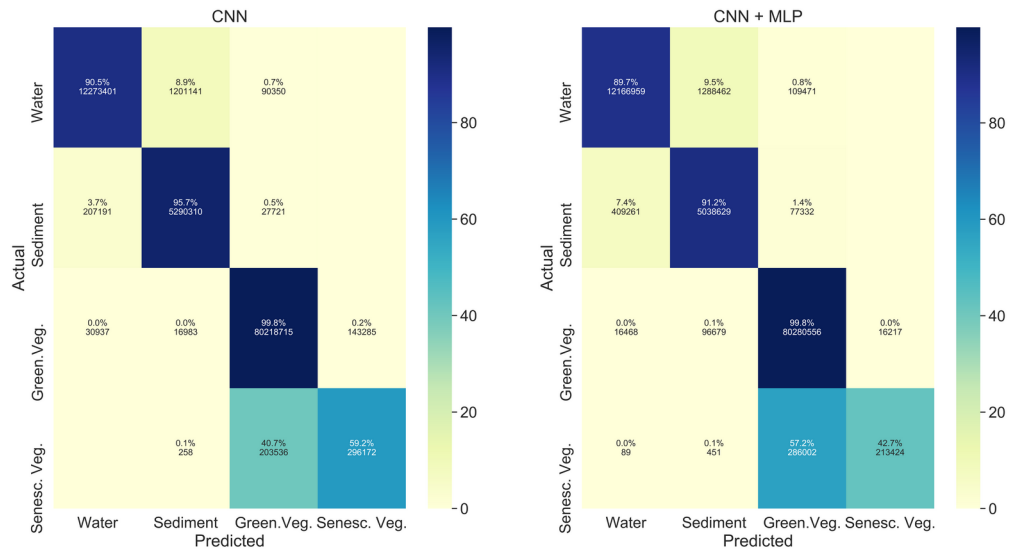 CNN
90.5%
12273401
8.9%
1201141
0.7%
90350
3.7%
207191
95.7%
5290310
0.5%
27721
0.0%
30937
0.0%
16983
99.8%
80218715
0.2%
143285
0.1%
258
40.7%
203536
59.2%
296172
Actual
Water
Sediment
Green.Veg.
Senesc. Veg.
Water
Sediment
Green.Veg.
Senesc. Veg.
Predicted
80
60
40
20
0
CNN + MLP
89.7%
12166959
9.5%
1288462
0.8%
109471
7.4%
409261
91.2%
5038629
1.4%
77332
0.0%
16468
0.1%
96679
99.8%
80280556
0.0%
16217
0.0%
89
0.1%
451
57.2%
286002
42.7%
213424
Actual
Water
Sediment
Green.Veg.
Senesc. Veg.
Water
Sediment
Green.Veg.
Senesc. Veg.
Predicted
80
60
40
20
0